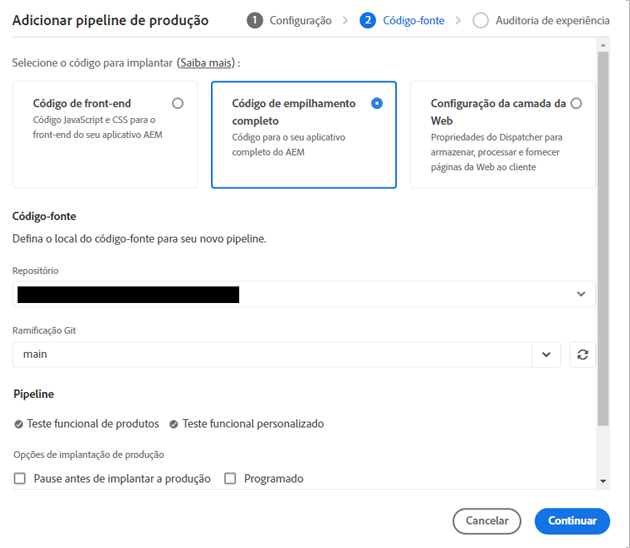 Adicionar pipeline de produção
1 Configuração
2 Código-fonte
Auditoria de experiência
Selecione o código para implantar (Saiba mais) :
Código de front-end
Código JavaScript e CSS para o
front-end do seu aplicativo AEM
Código de empilhamento
completo
Código para o seu aplicativo
completo do AEM
Configuração da camada da
Web
Propriedades do Dispatcher para
armazenar, processar e fornecer
páginas da Web ao cliente
Código-fonte
Defina o local do código-fonte para seu novo pipeline.
Repositório
Ramificação Git
main
Pipeline
Teste funcional de produtos
Teste funcional personalizado
Opções de implantação de produção
Pause antes de implantar a produção
Programado
Cancelar
Continuar